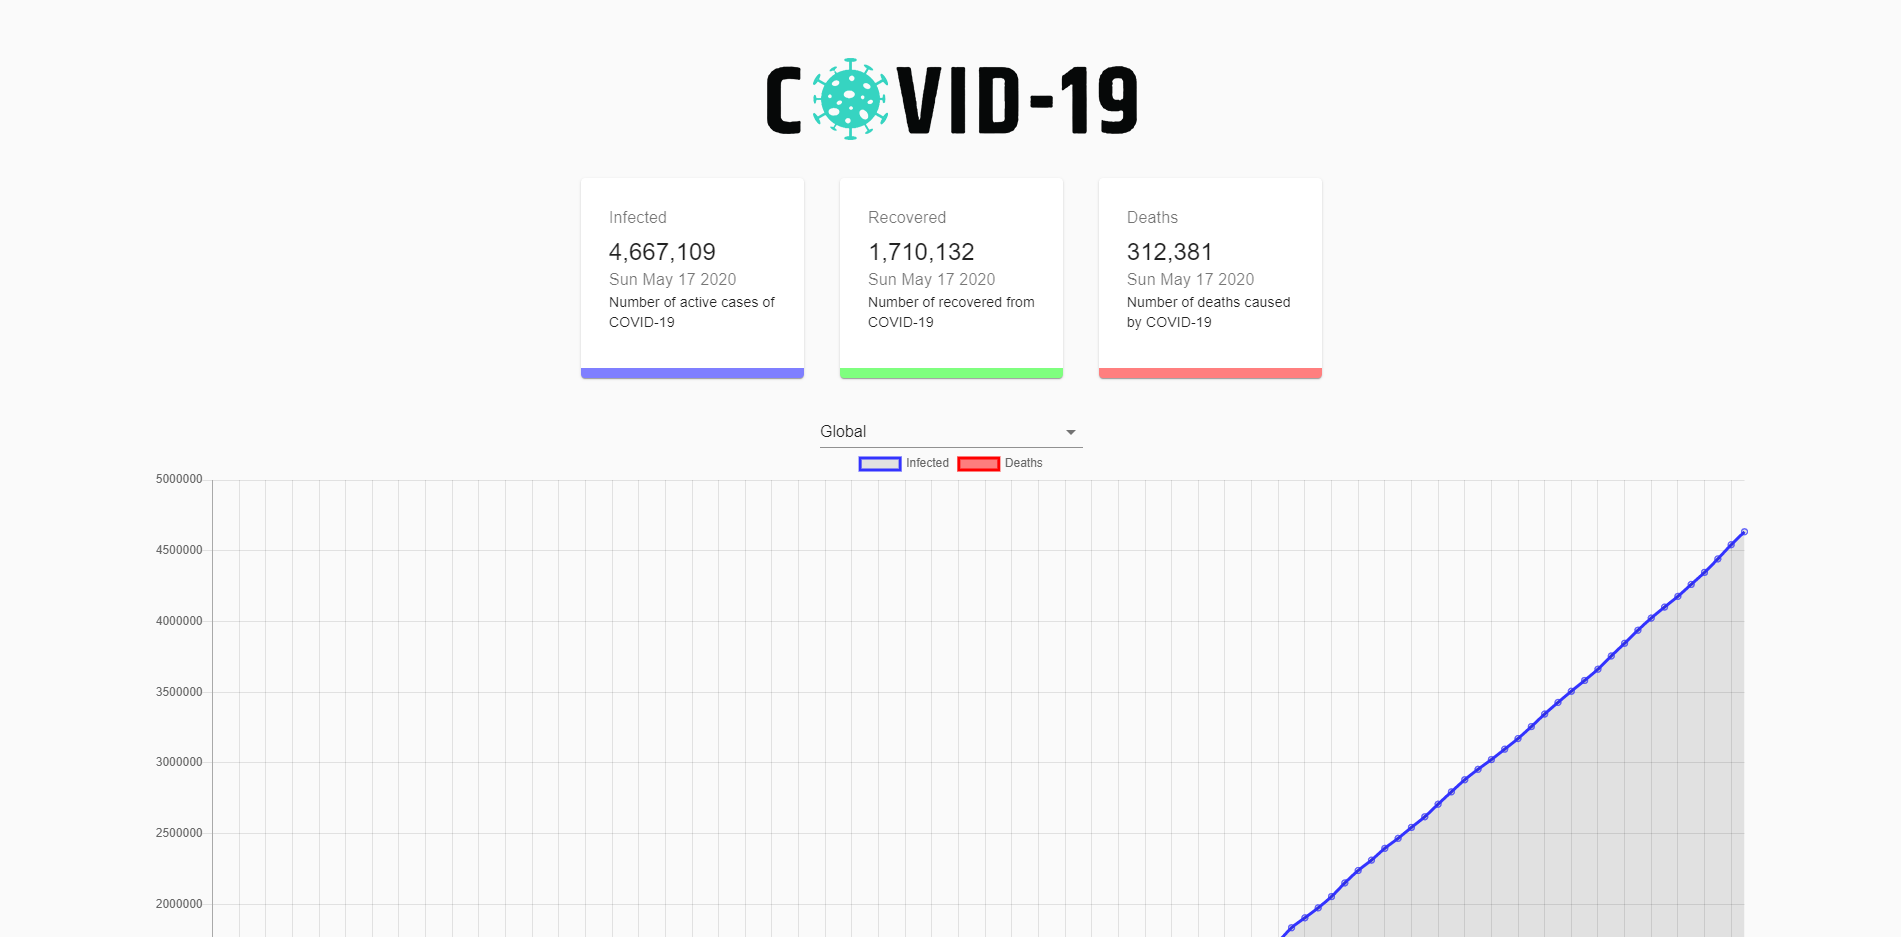 COVID-19
Infected
4,667,109
Sun May 17 2020
Number of active cases of
COVID-19
Recovered
1,710,132
Sun May 17 2020
Number of recovered from
COVID-19
Deaths
312,381
Sun May 17 2020
Number of deaths caused
by COVID-19
Global
Infected
Deaths
5000000
4500000
4000000
3500000
3000000
2500000
2000000